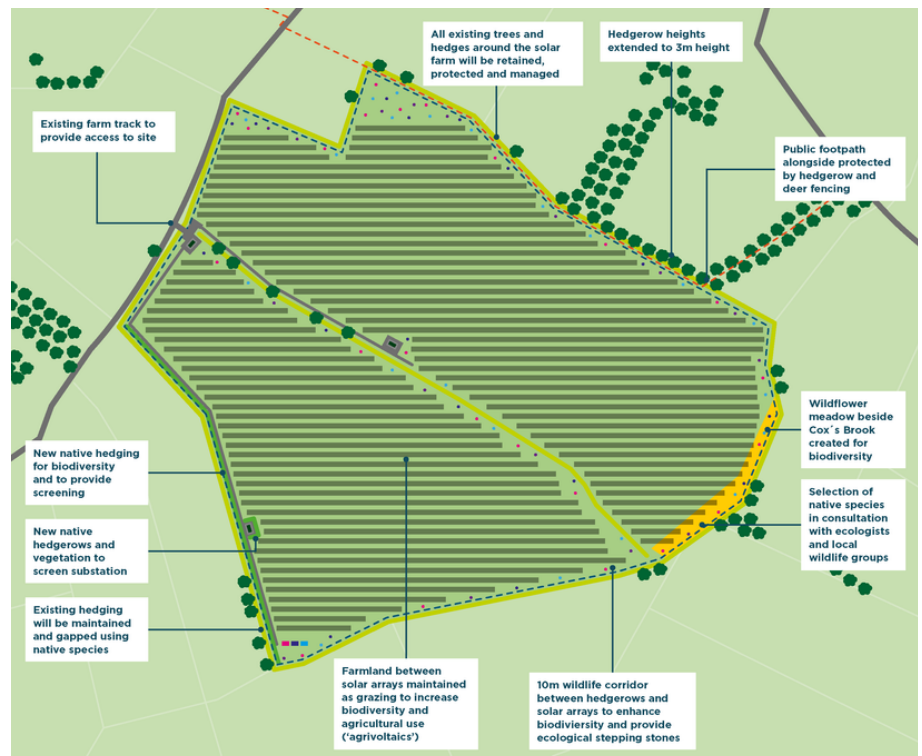 All existing trees and
hedges around the solar
farm will be retained,
protected and managed
Hedgerow heights
extended to 3m height
Existing farm track to
provide access to site
Public footpath
alongside protected
by hedgerow and
deer fencing
Wildflower
meadow beside
Cox´s Brook
created for
biodiversity
New native hedging
for biodiversity
and to provide
screening
Selection of
native species
in consultation
with ecologists
and local
wildlife groups
New native
hedgerows and
vegetation to
screen substation
Existing hedging
will be maintained
and gapped using
native species
Farmland between
solar arrays maintained
as grazing to increase
biodiversity and
agricultural use
(‘agrivoltaics’)
10m wildlife corridor
between hedgerows and
solar arrays to enhance
biodiviersity and provide
ecological stepping stones